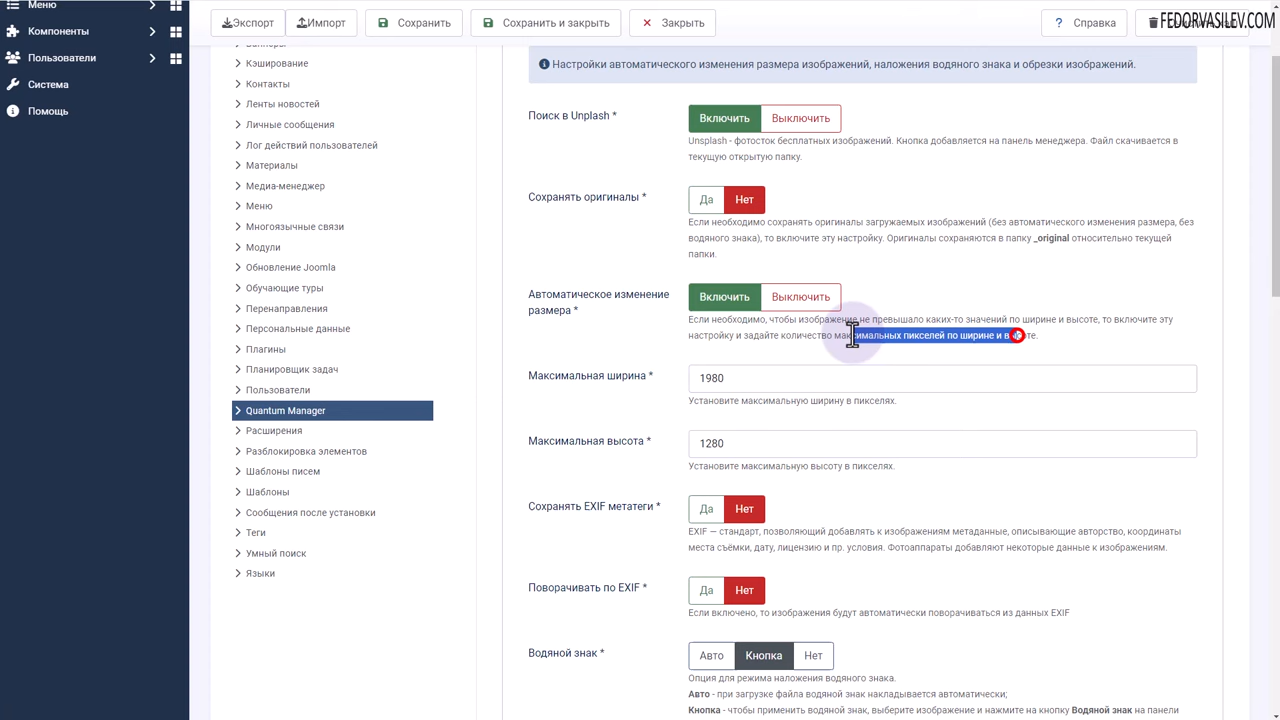 Меню
Компоненты
Пользователи
Система
Помощь
Экспорт
Импорт
Сохранить
Сохранить и закрыть
Закрыть
Справка
FEDORVASILEV.COM
Кэширование
Контакты
Ленты новостей
Личные сообщения
Лог действий пользователей
Материалы
Медиа-менеджер
Меню
Многоязычные связи
Модули
Обновление Joomla
Обучающие туры
Перенаправления
Персональные данные
Плагины
Планировщик задач
Пользователи
Quantum Manager
Расширения
Разблокировка элементов
Шаблоны писем
Шаблоны
Сообщения после установки
Теги
Умный поиск
Языки
Настройки автоматического изменения размера изображений, наложения водяного знака и обрезки изображений.
Поиск в Unplash *
Включить Выключить
Unsplash - фотосток бесплатных изображений. Кнопка добавляется на панель менеджера. Файл скачивается в
текущую открытую папку.
Сохранять оригиналы *
Да Нет
Если необходимо сохранять оригиналы загружаемых изображений (без автоматического изменения размера, без
водяного знака), то включите эту настройку. Оригиналы сохраняются в папку _original относительно текущей
папки.
Автоматическое изменение
размера *
Включить Выключить
Если необходимо, чтобы изображение не превышало каких-то значений по ширине и высоте, то включите эту
настройку и задайте количество максимальных пикселей по ширине и высоте.
Максимальная ширина *
1980
Установите максимальную ширину в пикселях.
Максимальная высота *
1280
Установите максимальную высоту в пикселях.
Сохранять EXIF метатеги *
Да Нет
EXIF — стандарт, позволяющий добавлять к изображениям метаданные, описывающие авторство, координаты
места съёмки, дату, лицензию и пр. условия. Фотоаппараты добавляют некоторые данные к изображениям.
Поворачивать по EXIF *
Да Нет
Если включено, то изображения будут автоматически поворачиваться из данных EXIF
Водяной знак *
Авто Кнопка Нет
Опция для режима наложения водяного знака.
Авто - при загрузке файла водяной знак накладывается автоматически;
Кнопка - чтобы применить водяной знак, выберите изображение и нажмите на кнопку Водяной знак на панели